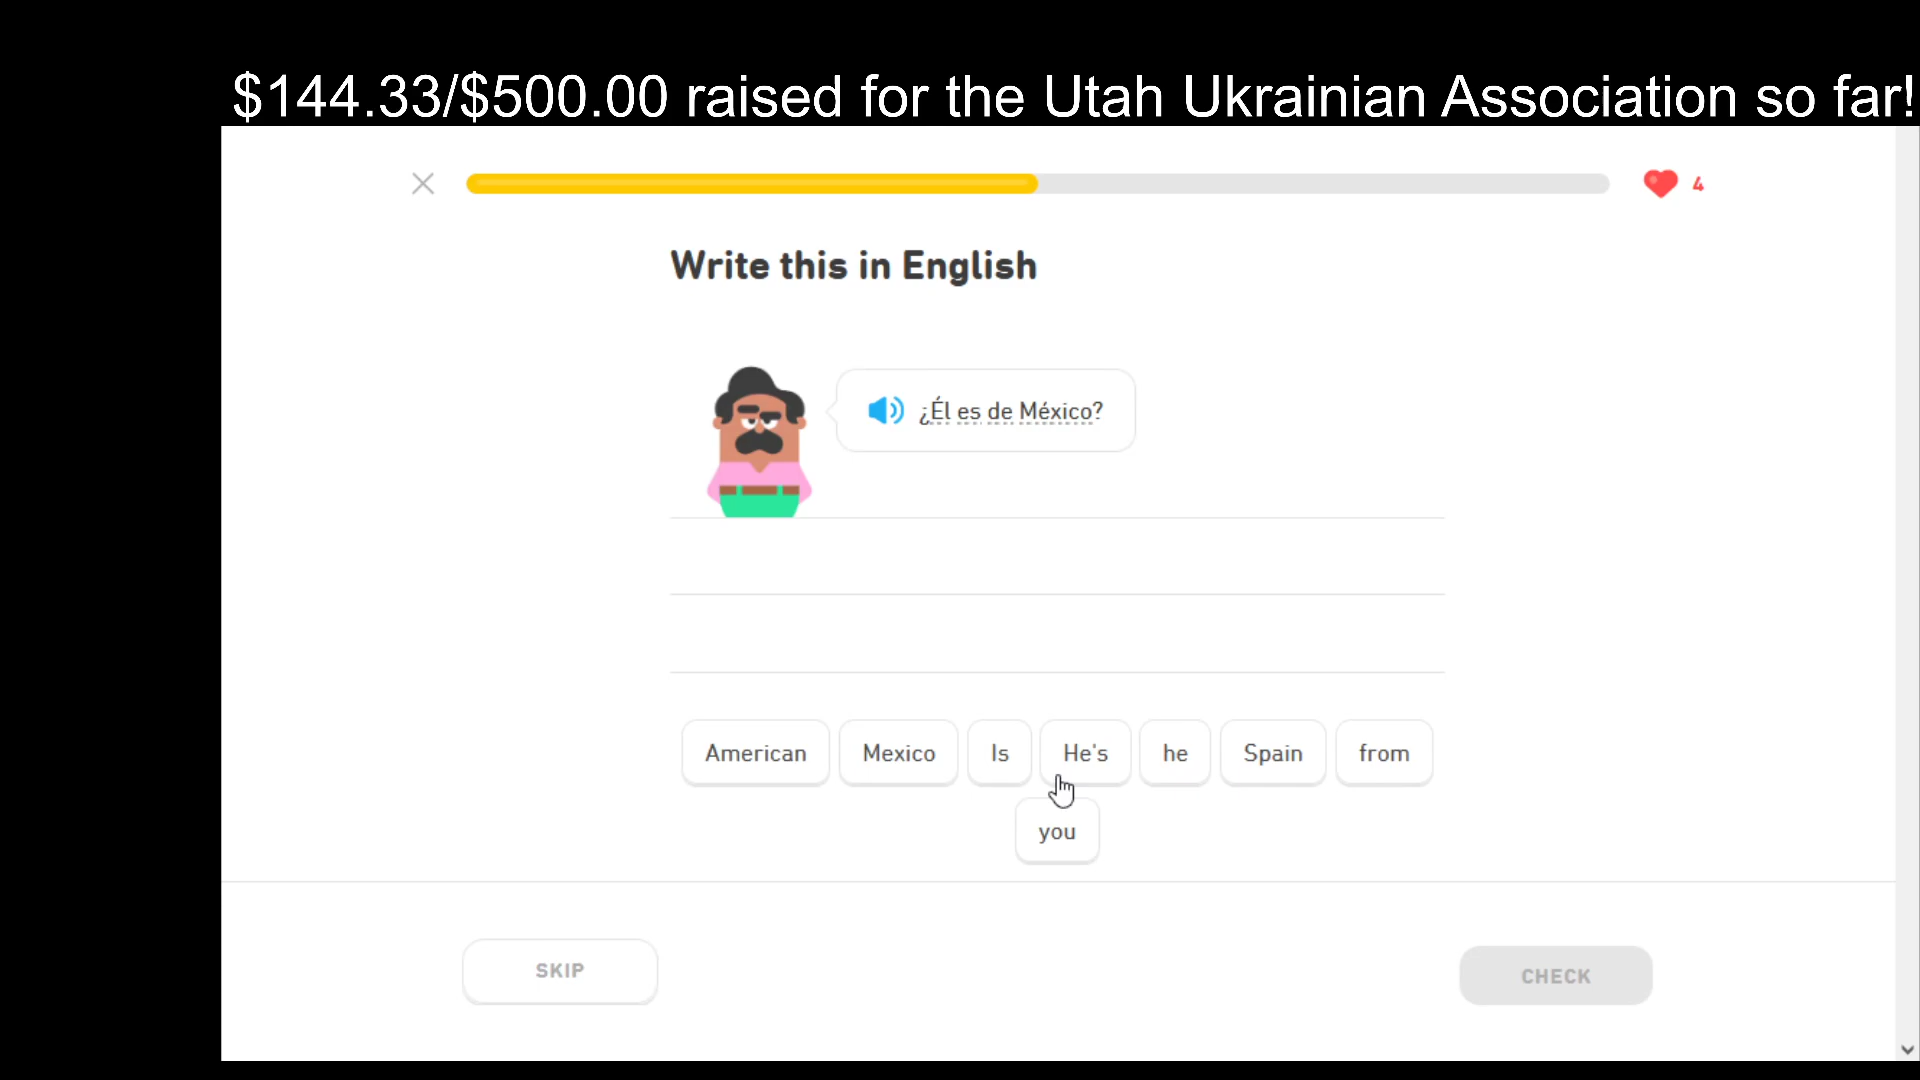 $144.33/$500.00 raised for the Utah Ukrainian Association so far!
4
Write this in English
¿Él es de México?
American Mexico Is He's he Spain from
you
SKIP CHECK